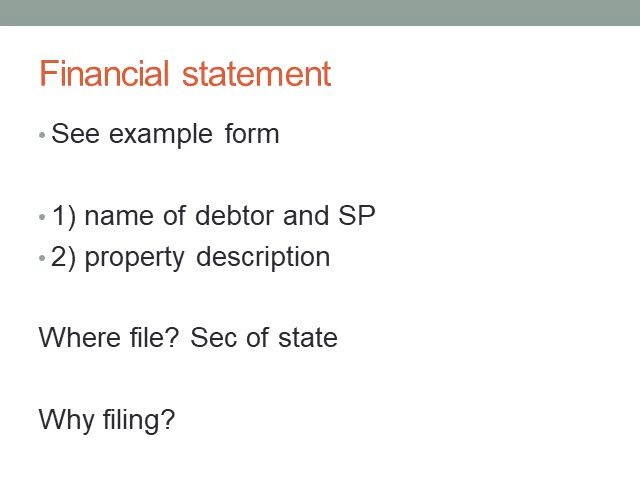 Financial statement
• See example form
• 1) name of debtor and SP
• 2) property description
Where file? Sec of state
Why filing?